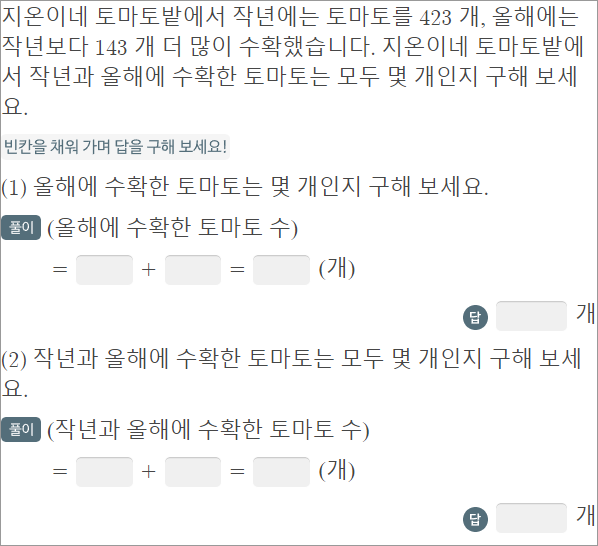 지온이네 토마토밭에서 작년에는 토마토를 423 개, 올해에는
작년보다 143 개 더 많이 수확했습니다. 지온이네 토마토밭에
서 작년과 올해에 수확한 토마토는 모두 몇 개인지 구해 보세
요.
빈칸을 채워 가며 답을 구해 보세요!
(1) 올해에 수확한 토마토는 몇 개인지 구해 보세요.
풀이 (올해에 수확한 토마토 수)
= + = (개)
답 개
(2) 작년과 올해에 수확한 토마토는 모두 몇 개인지 구해 보세
요.
풀이 (작년과 올해에 수확한 토마토 수)
= + = (개)
답 개